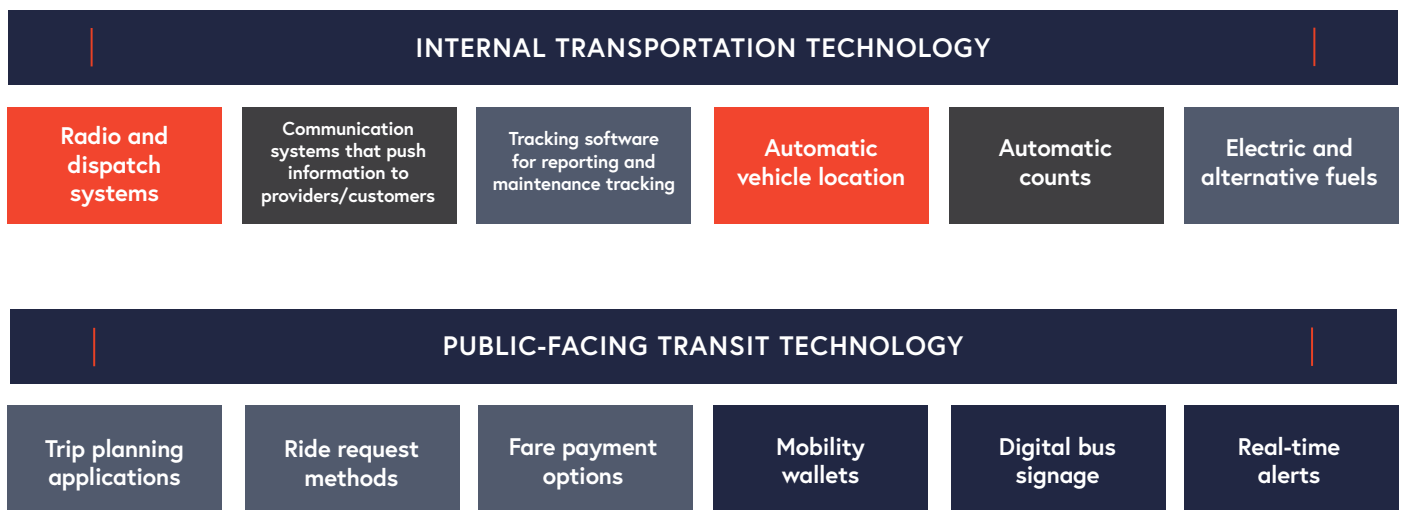 INTERNAL TRANSPORTATION TECHNOLOGY
Radio and
dispatch
systems
Communication
systems that push
information to
providers/customers
Tracking software
for reporting and
maintenance tracking
Automatic
vehicle location
Automatic
counts
Electric and
alternative fuels
PUBLIC-FACING TRANSIT TECHNOLOGY
Trip planning
applications
Ride request
methods
Fare payment
options
Mobility
wallets
Digital bus
signage
Real-time
alerts